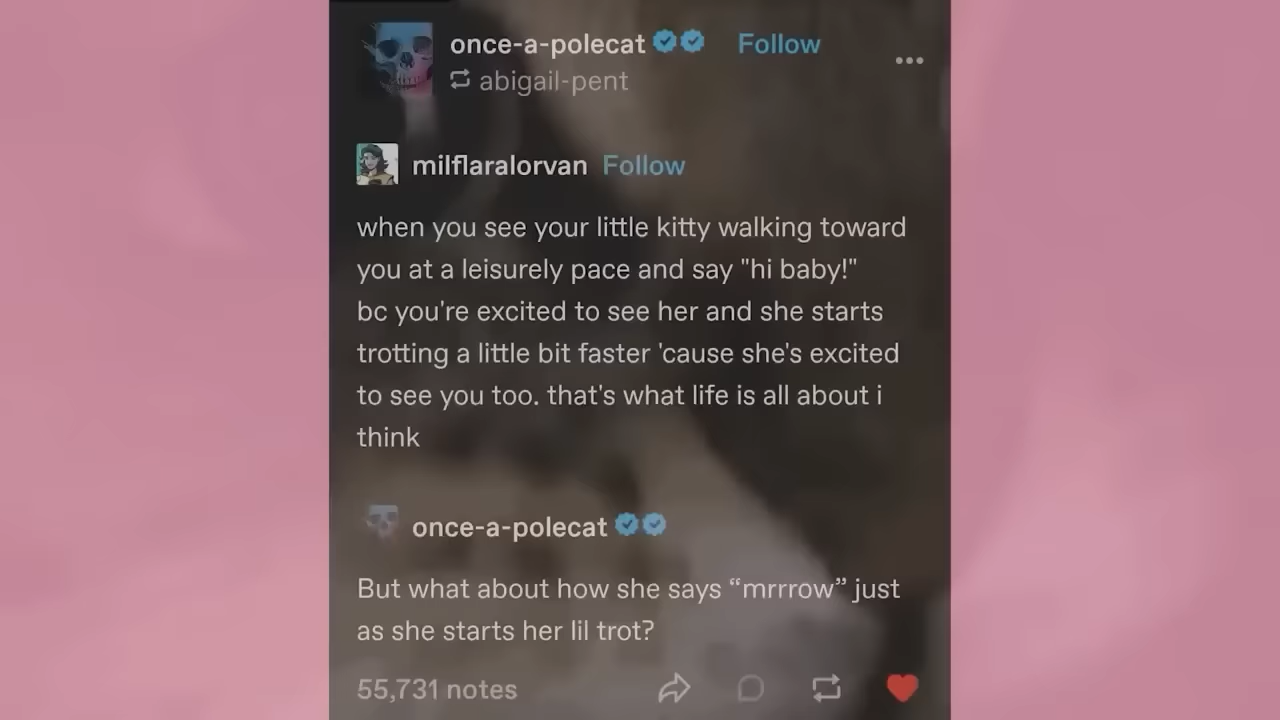 once-a-polecat Follow
abigail-pent
milflaralorvan Follow
when you see your little kitty walking toward
you at a leisurely pace and say "hi baby!"
bc you're excited to see her and she starts
trotting a little bit faster 'cause she's excited
to see you too. that's what life is all about i
think
once-a-polecat
But what about how she says “mrrrow” just
as she starts her lil trot?
55,731 notes